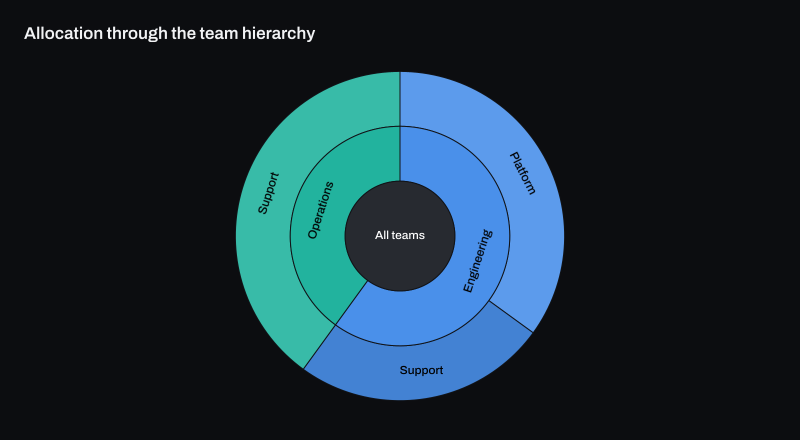 Allocation through the team hierarchy
Platform
Support
Operations
All teams
Engineering
Support